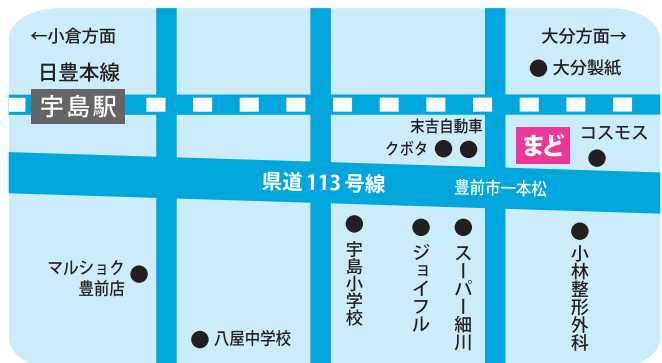 ←小倉方面
大分方面→
日豊本線
大分製紙
宇島駅
末吉自動車
クボタ
まど
コスモス
県道113号線
豊前市一本松
宇島小学校
ジョイフル
スーパー細川
小林整形外科
マルショク
豊前店
八屋中学校